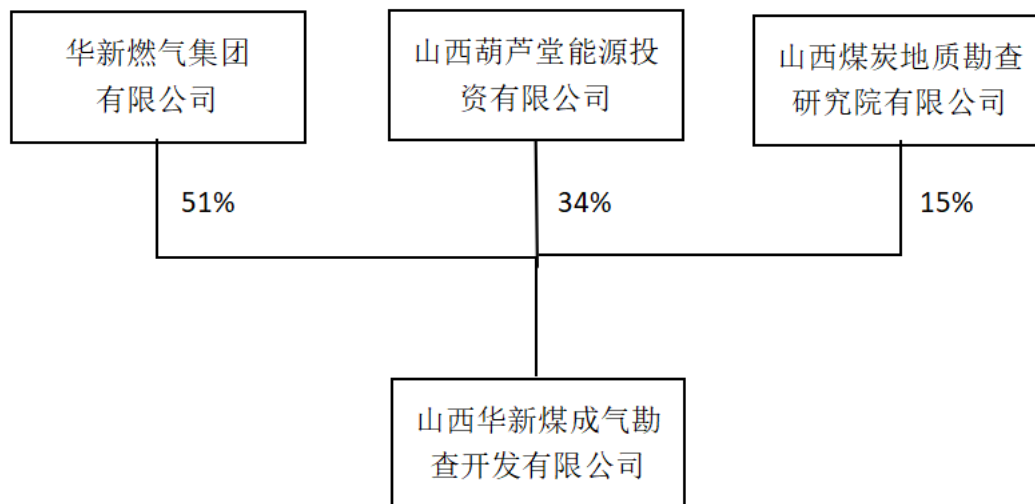 华新燃气集团
有限公司
山西葫芦堂能源投
资有限公司
山西煤炭地质勘查
研究院有限公司
51%
34%
15%
山西华新煤成气勘
查开发有限公司